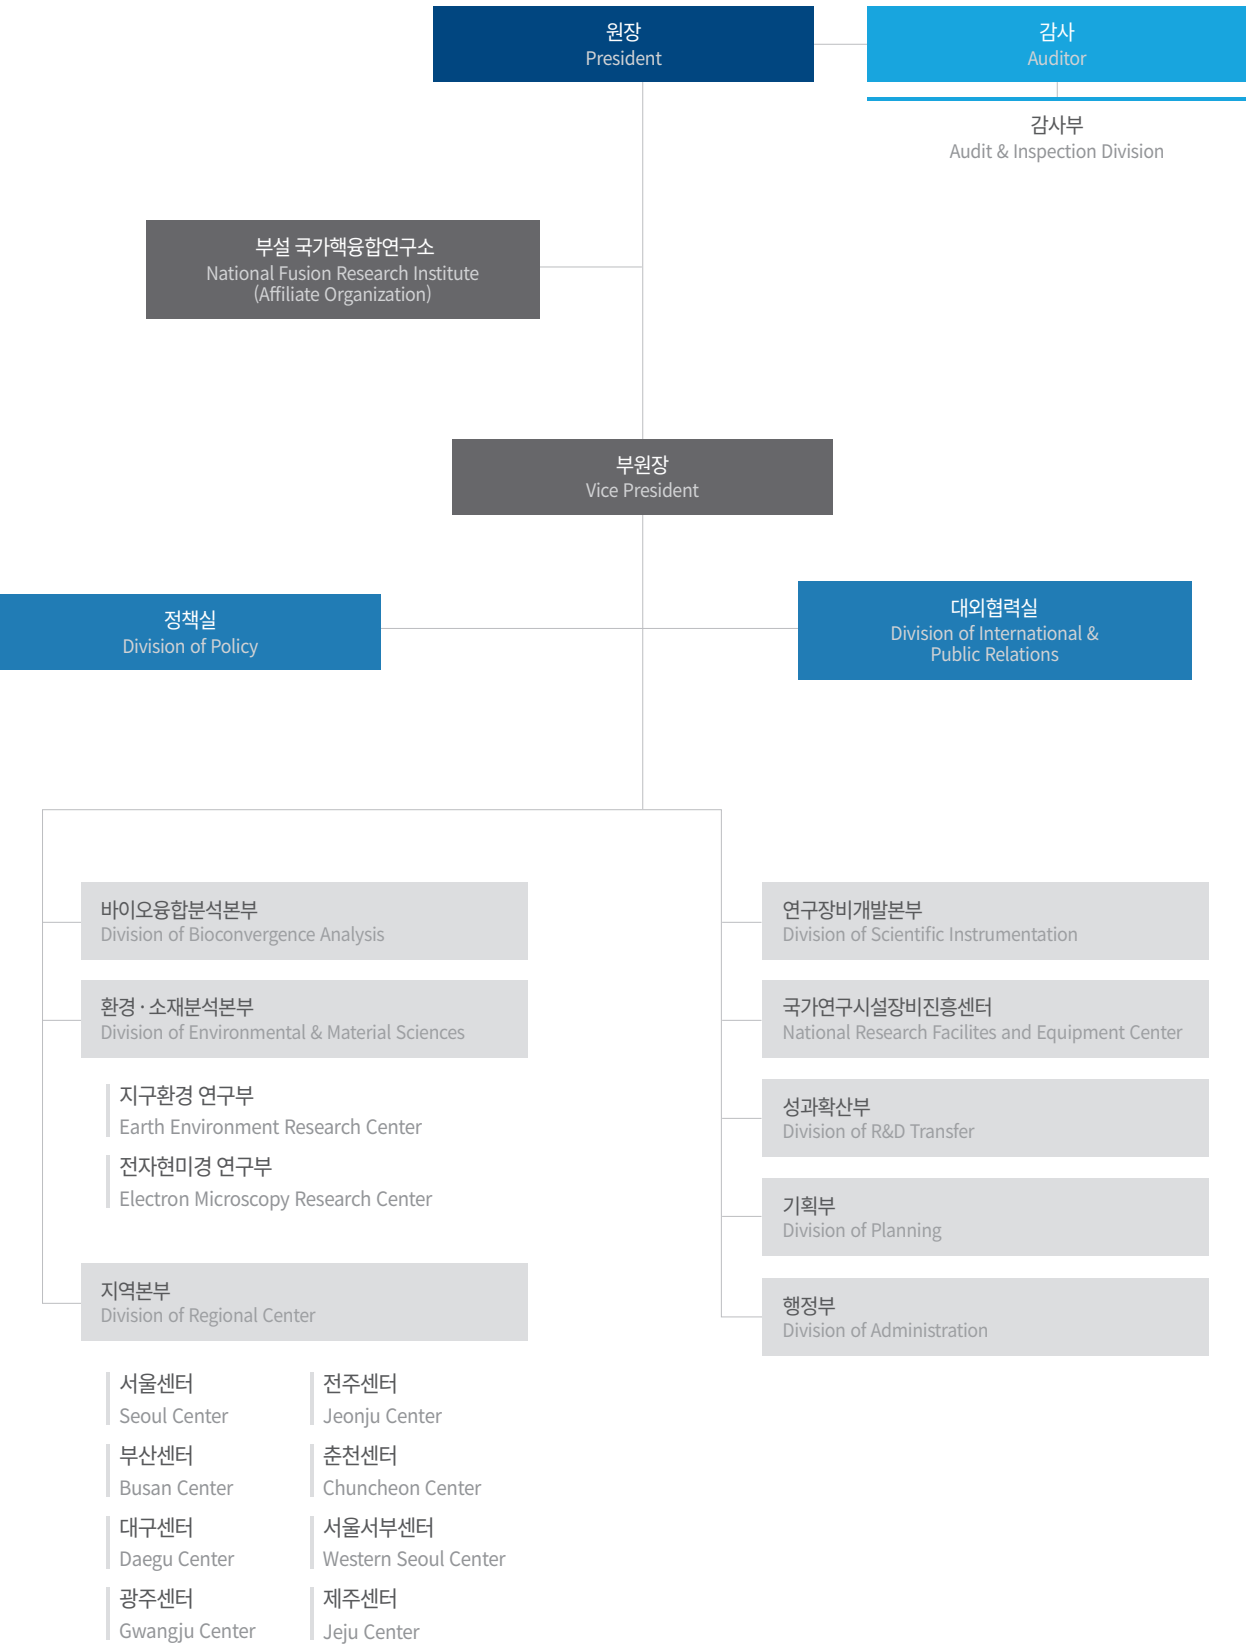 원장
President
감사
Auditor
감사부
Audit & Inspection Division
부설 국가핵융합연구소
National Fusion Research Institute
(Affiliate Organization)
부원장
Vice President
정책실
Division of Policy
대외협력실
Division of International &
Public Relations
바이오융합분석본부
Division of Bioconvergence Analysis
환경 · 소재분석본부
Division of Environmental & Material Sciences
지구환경 연구부
Earth Environment Research Center
전자현미경 연구부
Electron Microscopy Research Center
지역본부
Division of Regional Center
서울센터
Seoul Center
부산센터
Busan Center
대구센터
Daegu Center
광주센터
Gwangju Center
전주센터
Jeonju Center
춘천센터
Chuncheon Center
서울서부센터
Western Seoul Center
제주센터
Jeju Center
연구장비개발본부
Division of Scientific Instrumentation
국가연구시설장비진흥센터
National Research Facilites and Equipment Center
성과확산부
Division of R&D Transfer
기획부
Division of Planning
행정부
Division of Administration